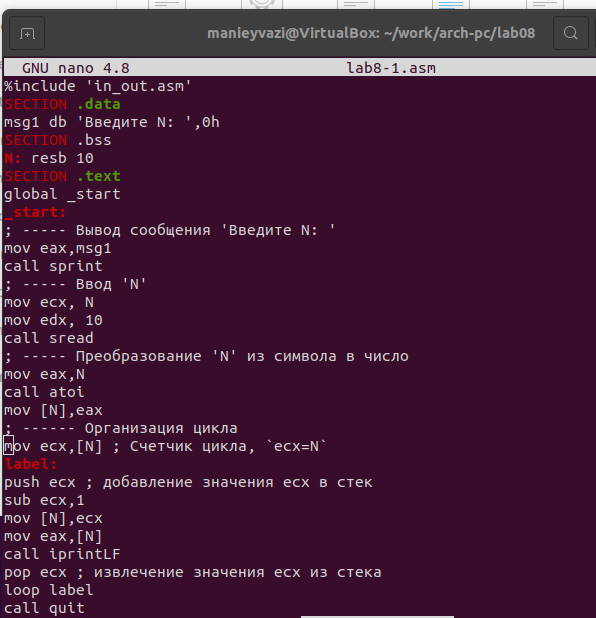 manieyvazi@VirtualBox: ~/work/arch-pc/lab08
GNU nano 4.8 lab8-1.asm
%include 'in_out.asm'
SECTION .data
msg1 db 'Введите N: ',0h
SECTION .bss
N: resb 10
SECTION .text
global _start
_start:
; ----- Вывод сообщения 'Введите N: '
mov eax,msg1
call sprint
; ----- Ввод 'N'
mov ecx, N
mov edx, 10
call sread
; ----- Преобразование 'N' из символа в число
mov eax,N
call atoi
mov [N],eax
; ------ Организация цикла
mov ecx,[N] ; Счетчик цикла, `ecx=N`
label:
push ecx ; добавление значения ecx в стек
sub ecx,1
mov [N],ecx
mov eax,[N]
call iprintLF
pop ecx ; извлечение значения ecx из стека
loop label
call quit